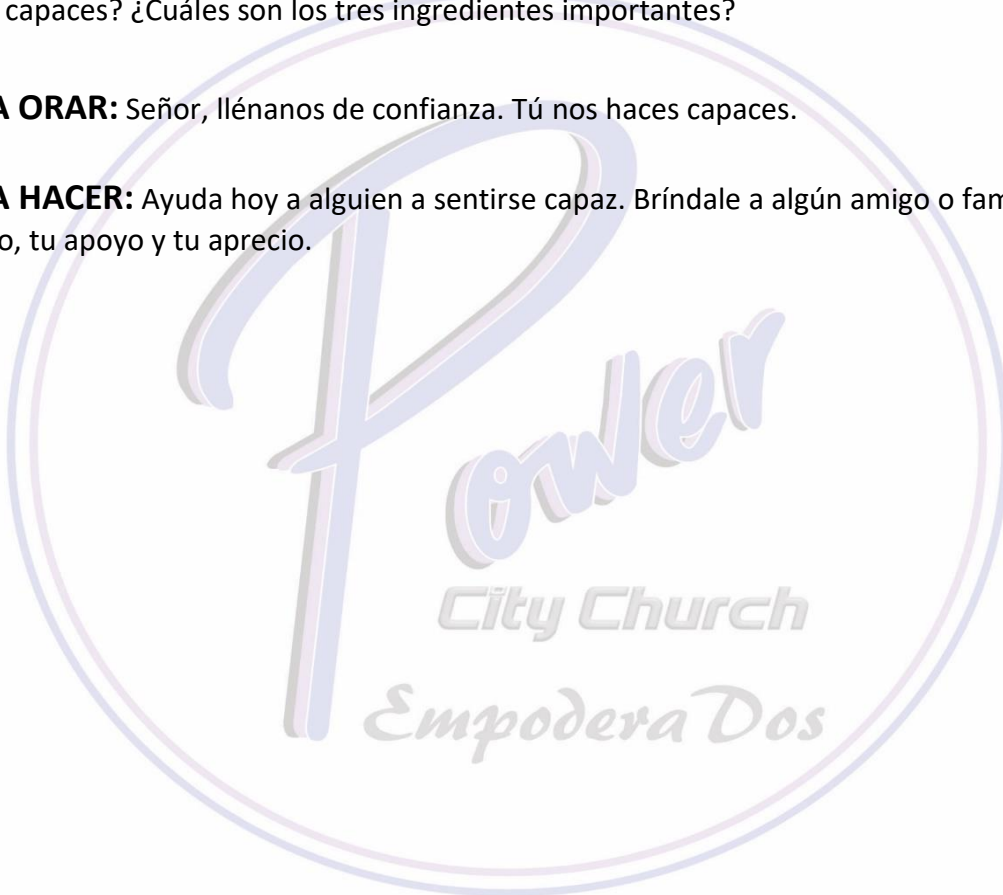 capaces? ¿Cuáles son los tres ingredientes importantes?
A ORAR: Señor, llénanos de confianza. Tú nos haces capaces.
A HACER: Ayuda hoy a alguien a sentirse capaz. Bríndale a algún amigo o fam
o, tu apoyo y tu aprecio.
Power
City Church
EmpoderaDos